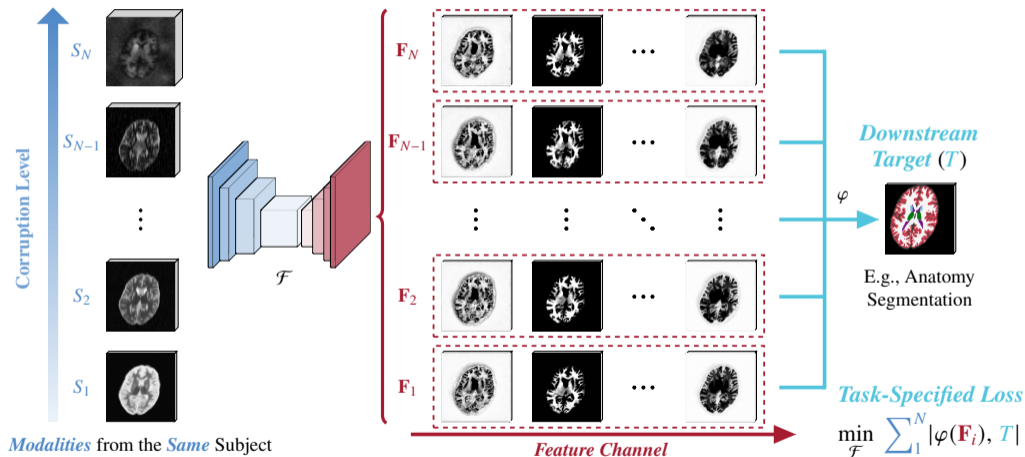 Corruption Level
S_N
S_{N−1}
⋮
S_2
S_1
Modalities from the Same Subject
𝓕
F_N
F_{N−1}
F_2
F_1
Feature Channel
φ
Downstream
Target (T)
E.g., Anatomy
Segmentation
Task-Specified Loss
min_𝓕 ∑_1^N |φ(F_i), T|